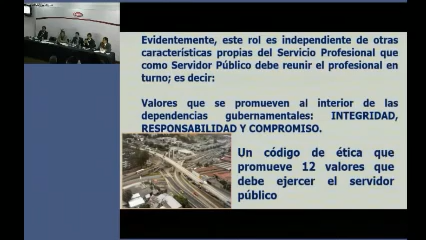 Evidentemente, este rol es independiente de otras
características propias del Servicio Profesional que
como Servidor Público debe reunir el profesional en
turno; es decir:
Valores que se promueven al interior de las
dependencias gubernamentales: INTEGRIDAD,
RESPONSABILIDAD Y COMPROMISO.
Un código de ética que
promueve 12 valores que
debe ejercer el servidor
público